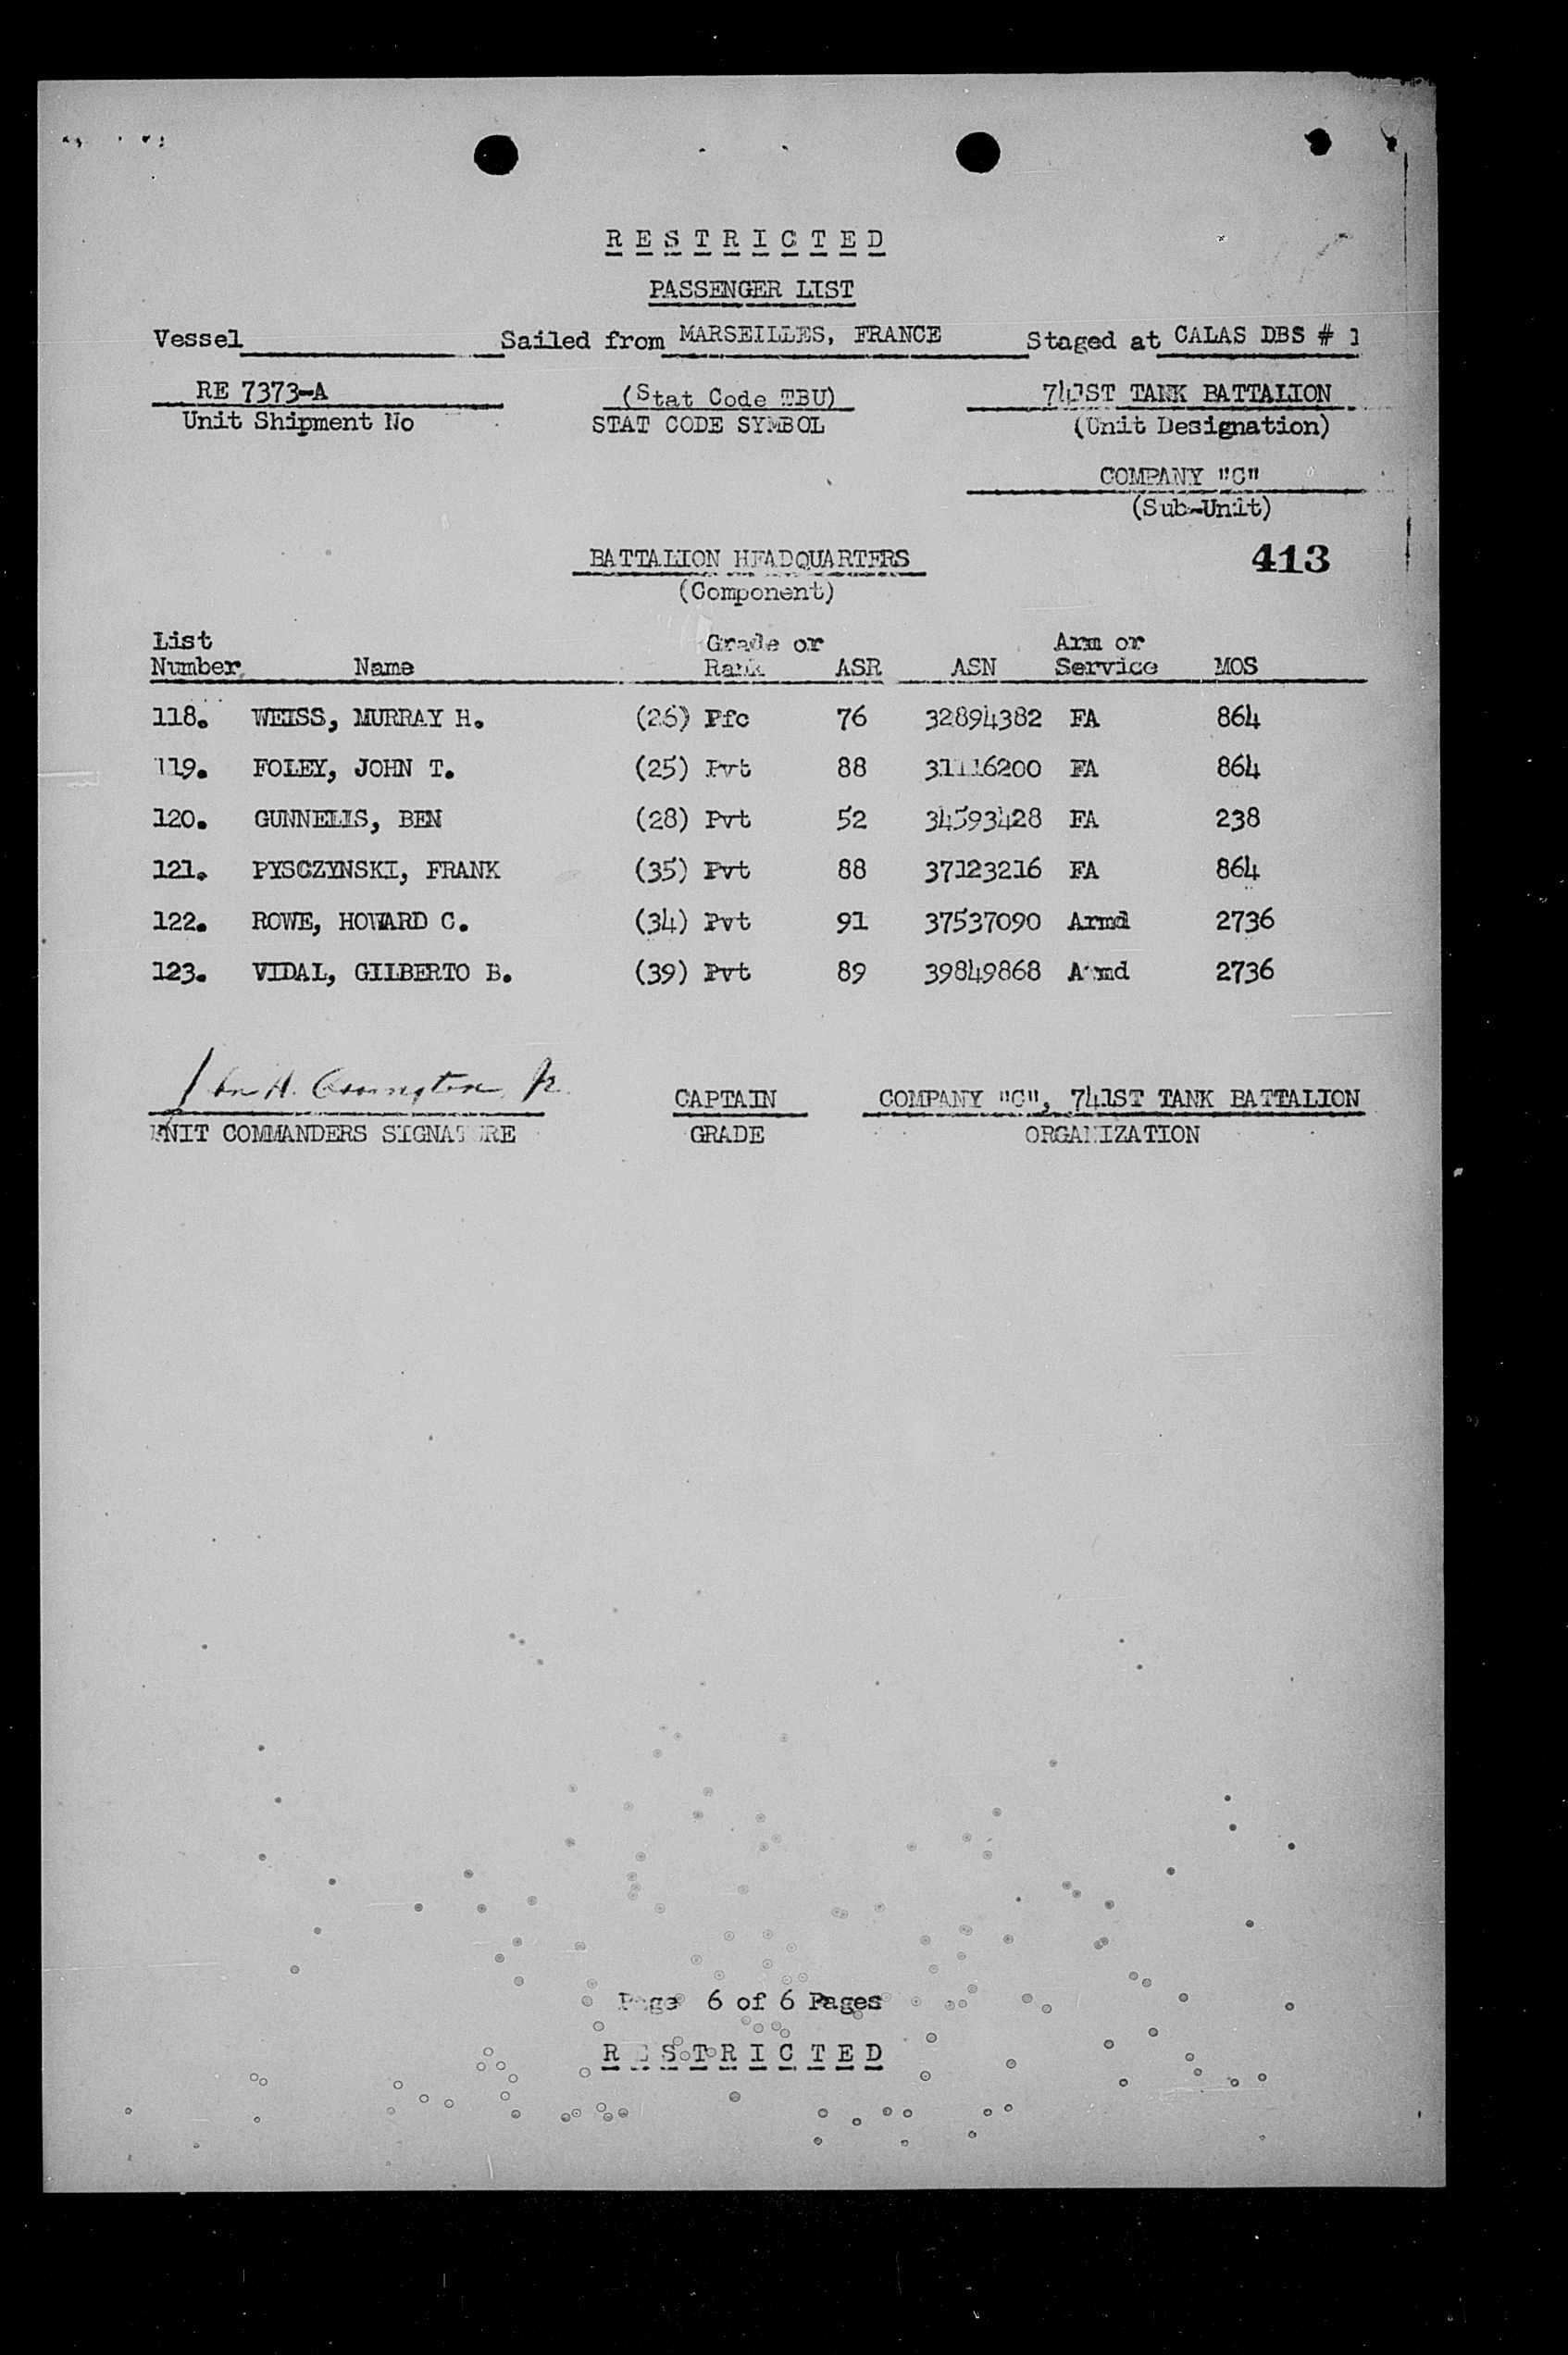 RESTRICTED
PASSENGER LIST
Vessel Sailed from MARSEILLES, FRANCE Staged at CALAS DBS # 1
RE 7373-A (Stat Code TBU) 741ST TANK BATTALION
Unit Shipment No STAT CODE SYMBOL (Unit Designation)
COMPANY "C"
(Sub-Unit)
BATTALION HEADQUARTERS 413
(Component)
List Grade or Arm or
Number Name Rank ASR ASN Service MOS
118. WEISS, MURRAY H. (26) Pfc 76 32894382 FA 864
119. FOLEY, JOHN T. (25) Pvt 88 31116200 FA 864
120. GUNNELIS, BEN (28) Pvt 52 34593428 FA 238
121. PYSCZYNSKI, FRANK (35) Pvt 88 37123216 FA 864
122. ROWE, HOWARD C. (34) Pvt 91 37537090 Armd 2736
123. VIDAL, GILBERTO B. (39) Pvt 89 39849868 Armd 2736
H. Jr. CAPTAIN COMPANY "C", 741ST TANK BATTALION
UNIT COMMANDERS SIGNATURE GRADE ORGANIZATION
Page 6 of 6 Pages
RESTRICTED